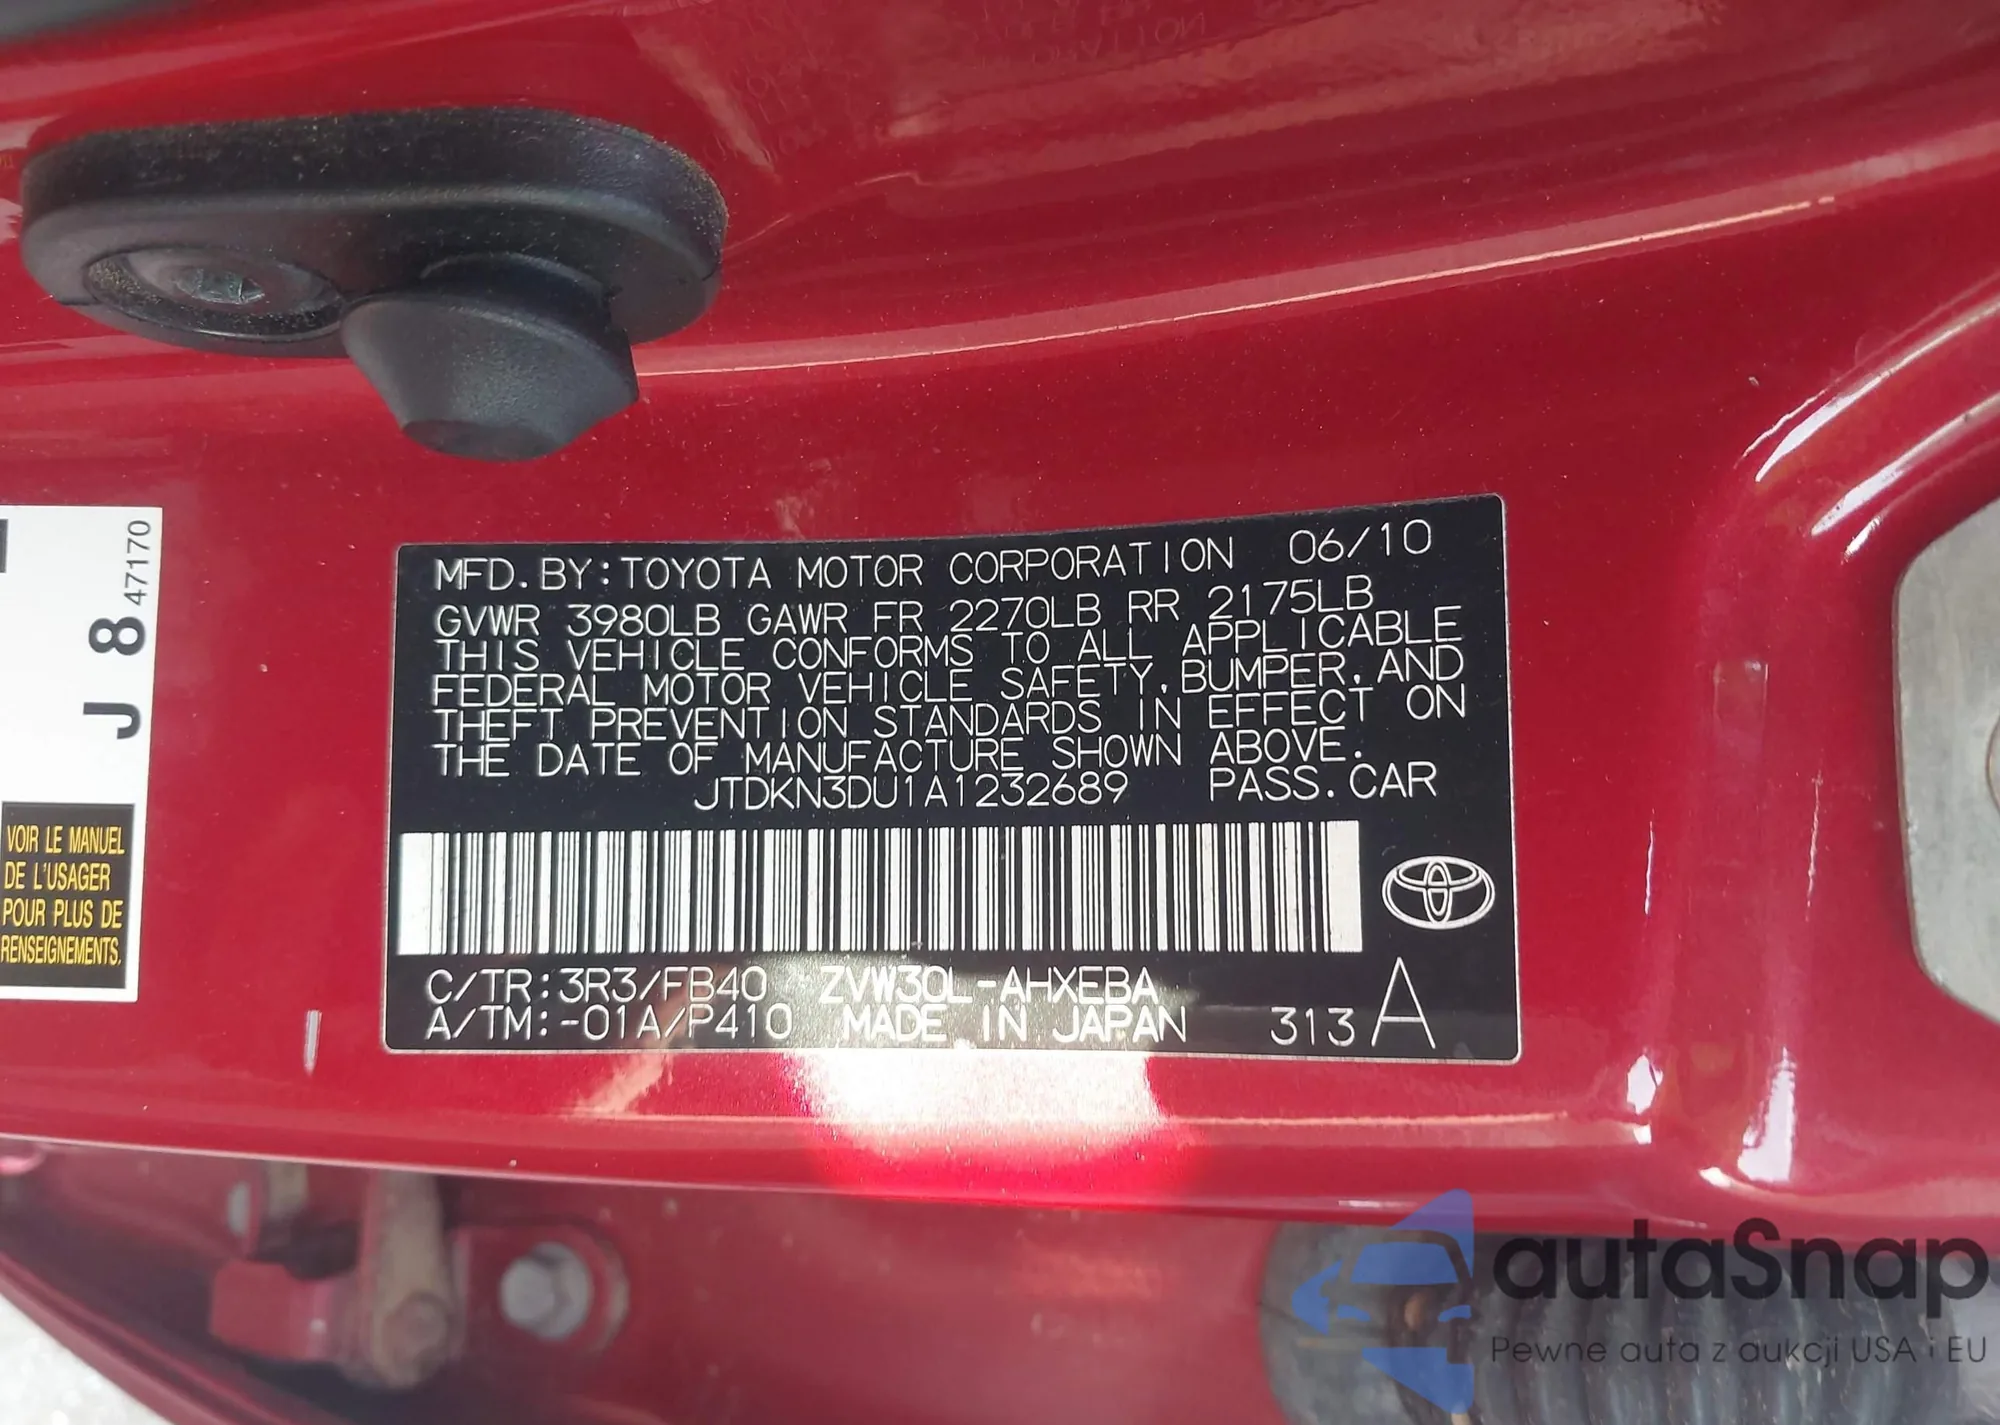 MFD. BY: TOYOTA MOTOR CORPORATION 06/10
GVWR 3980LB GAWR FR 2270LB RR 2175LB
THIS VEHICLE CONFORMS TO ALL APPLICABLE
FEDERAL MOTOR VEHICLE SAFETY, BUMPER, AND
THEFT PREVENTION STANDARDS IN EFFECT ON
THE DATE OF MANUFACTURE SHOWN ABOVE.
JTDKN3DU1A1232689 PASS. CAR
C/TR: 3R3/FB40 ZVW30L-AHXEBA
A/TM: -01A/P410 MADE IN JAPAN 313 A
J 8 47170
VOIR LE MANUEL
DE L'USAGER
POUR PLUS DE
RENSEIGNEMENTS.
autoSnap
Pewne auta z aukcji USA i EU